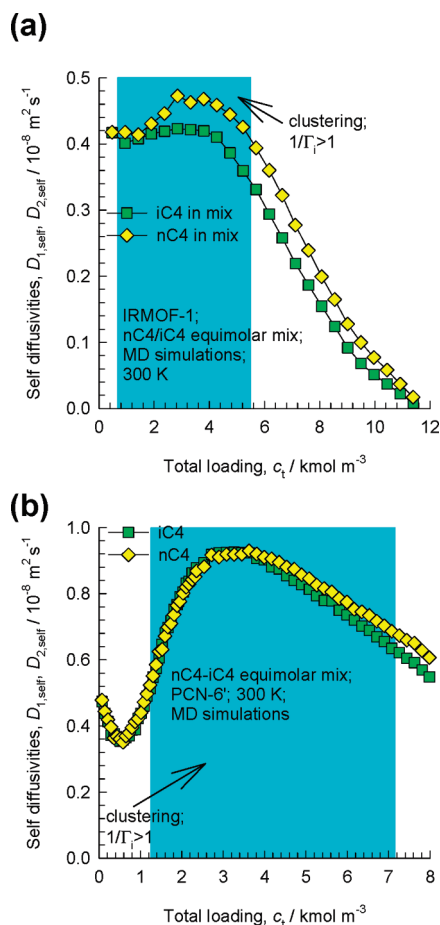 (a)
0.5
0.4
0.3
0.2
0.1
0.0
Self diffusivities, D1,self, D2,self / 10-8 m2 s-1
clustering;
1/Γi>1
iC4 in mix
nC4 in mix
IRMOF-1;
nC4/iC4 equimolar mix;
MD simulations;
300 K
0 2 4 6 8 10 12
Total loading, ct / kmol m-3
(b)
1.0
0.8
0.6
0.4
0.2
0.0
Self diffusivities, D1,self, D2,self / 10-8 m2 s-1
iC4
nC4
nC4-iC4 equimolar mix;
PCN-6'; 300 K;
MD simulations
clustering;
1/Γi>1
0 1 2 3 4 5 6 7 8
Total loading, ct / kmol m-3